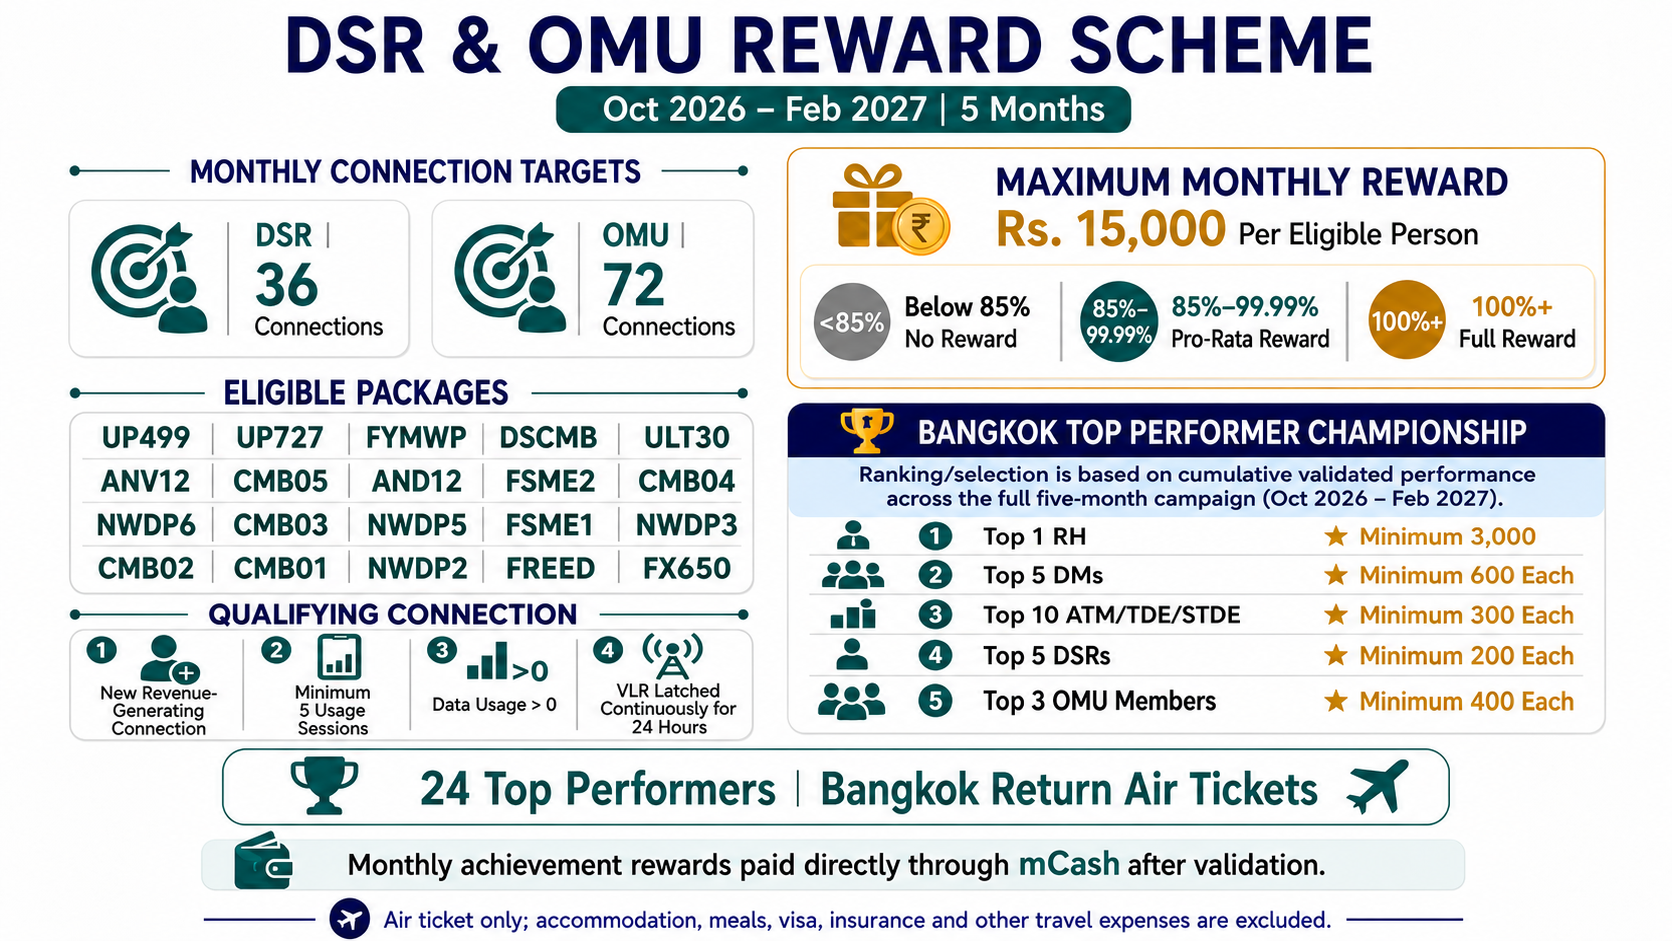 DSR & OMU REWARD SCHEME
Oct 2026 – Feb 2027 | 5 Months
MONTHLY CONNECTION TARGETS
DSR |
36
Connections
OMU |
72
Connections
ELIGIBLE PACKAGES
UP499 | UP727 | FYMWP | DSCMB | ULT30
ANV12 | CMB05 | AND12 | FSME2 | CMB04
NWDP6 | CMB03 | NWDP5 | FSME1 | NWDP3
CMB02 | CMB01 | NWDP2 | FREED | FX650
QUALIFYING CONNECTION
1
New Revenue-
Generating
Connection
2
Minimum
5 Usage
Sessions
3
>0
Data Usage > 0
4
VLR Latched
Continuously for
24 Hours
MAXIMUM MONTHLY REWARD
₹
Rs. 15,000 Per Eligible Person
<85%
Below 85%
No Reward
85%–
99.99%
85%–99.99%
Pro-Rata Reward
100%+
100%+
Full Reward
BANGKOK TOP PERFORMER CHAMPIONSHIP
Ranking/selection is based on cumulative validated performance
across the full five-month campaign (Oct 2026 – Feb 2027).
1 Top 1 RH ★ Minimum 3,000
2 Top 5 DMs ★ Minimum 600 Each
3 Top 10 ATM/TDE/STDE ★ Minimum 300 Each
4 Top 5 DSRs ★ Minimum 200 Each
5 Top 3 OMU Members ★ Minimum 400 Each
24 Top Performers | Bangkok Return Air Tickets
Monthly achievement rewards paid directly through mCash after validation.
Air ticket only; accommodation, meals, visa, insurance and other travel expenses are excluded.